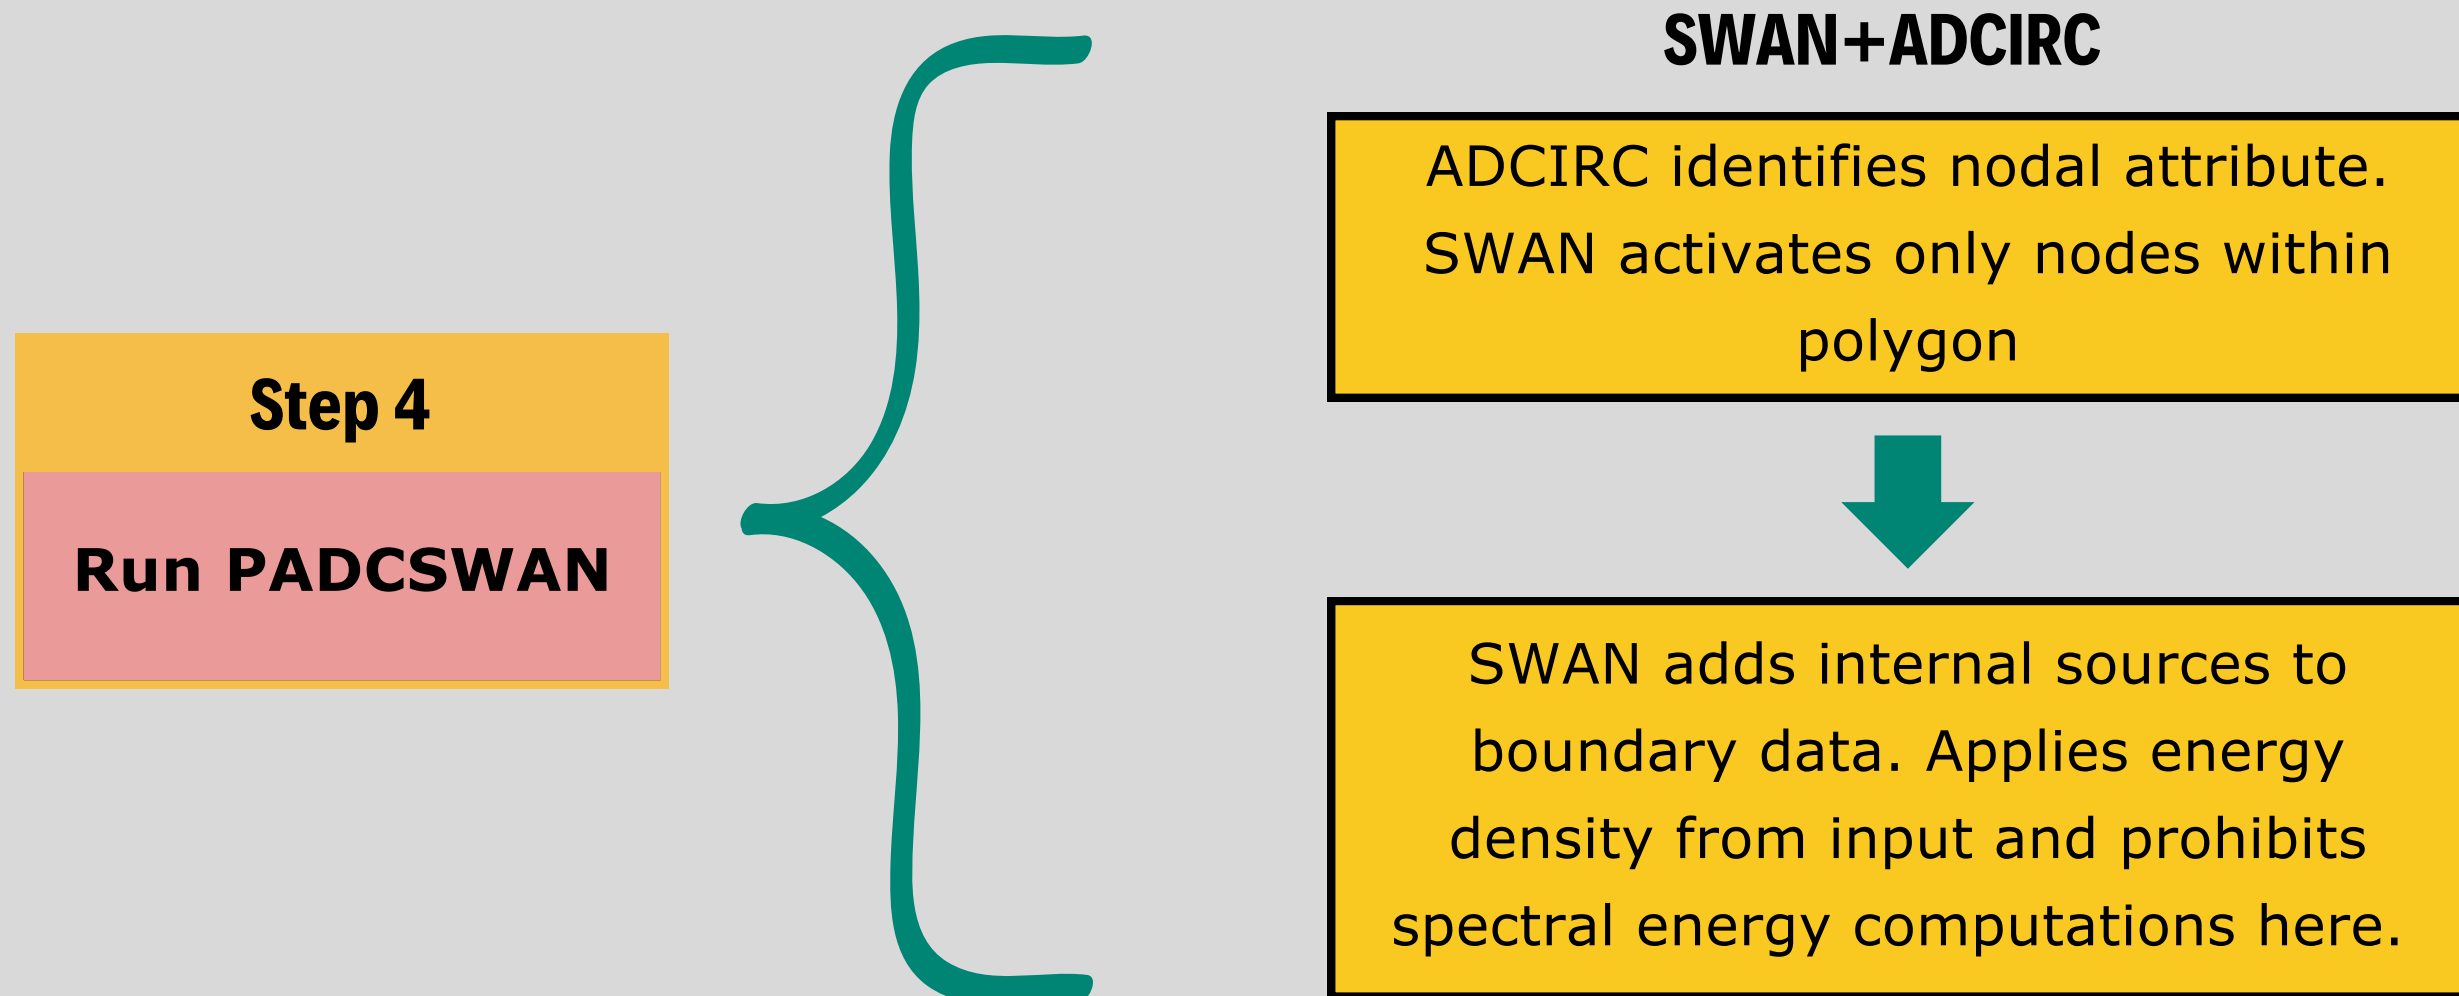 SWAN+ADCIRC
ADCIRC identifies nodal attribute.
SWAN activates only nodes within
polygon
Step 4
Run PADCSWAN
SWAN adds internal sources to
boundary data. Applies energy
density from input and prohibits
spectral energy computations here.